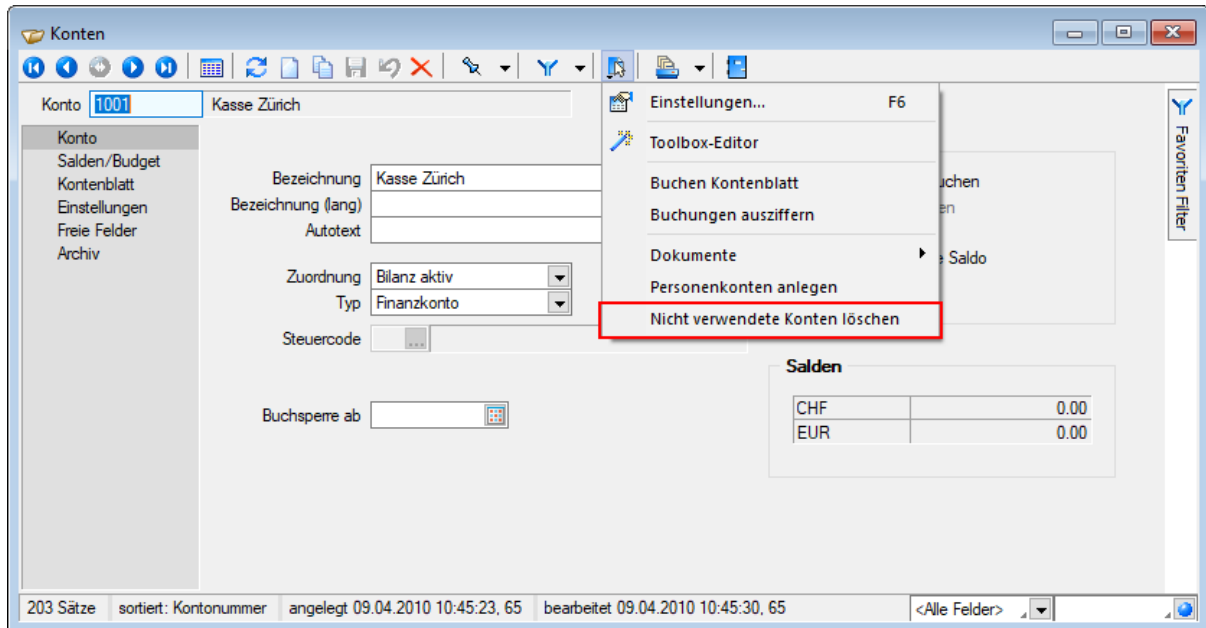 Konten
Konto 1001 Kasse Zürich
Konto
Salden/Budget
Kontenblatt
Einstellungen
Freie Felder
Archiv
Bezeichnung Kasse Zürich
Bezeichnung (lang)
Autotext
Zuordnung Bilanz aktiv
Typ Finanzkonto
Steuercode ...
Buchsperre ab
Einstellungen... F6
Toolbox-Editor
Buchen Kontenblatt
Buchungen ausziffern
Dokumente
Personenkonten anlegen
Nicht verwendete Konten löschen
Saldo
Salden
CHF 0.00
EUR 0.00
Favoriten Filter
203 Sätze sortiert: Kontonummer angelegt 09.04.2010 10:45:23, 65 bearbeitet 09.04.2010 10:45:30, 65 <Alle Felder>